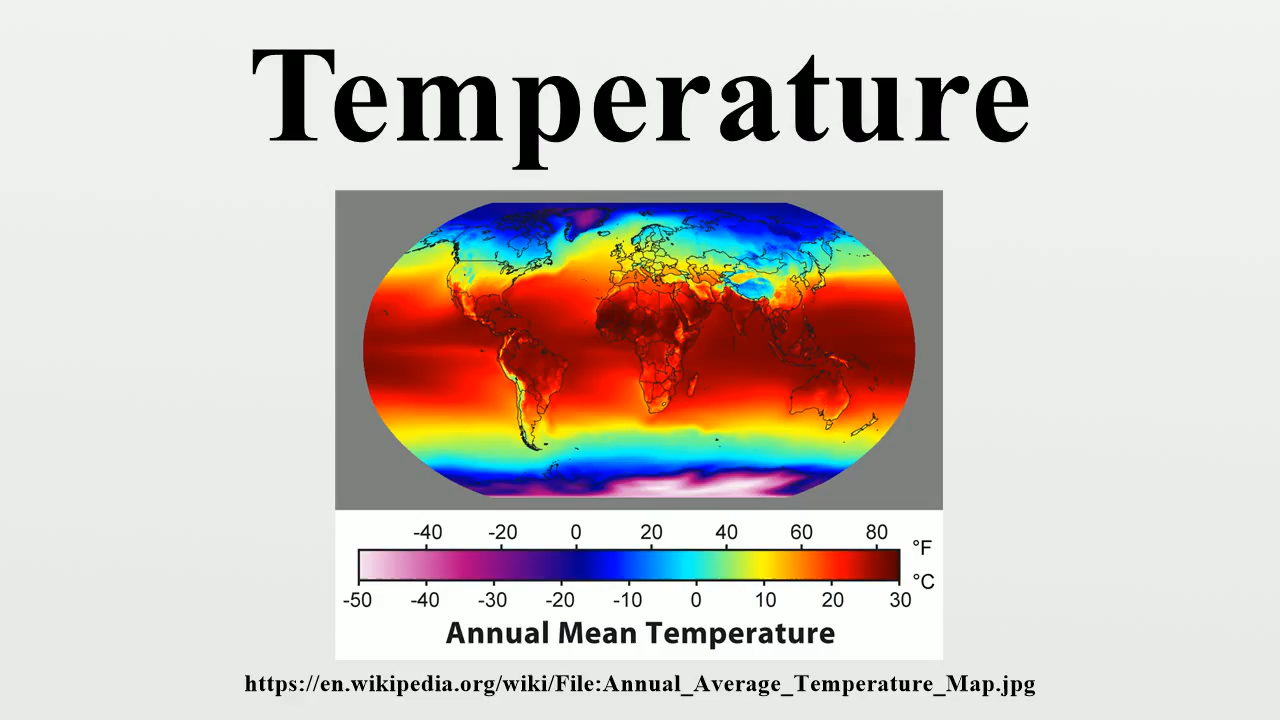 Temperature
-40 -20 0 20 40 60 80
°F
°C
-50 -40 -30 -20 -10 0 10 20 30
Annual Mean Temperature
https://en.wikipedia.org/wiki/File:Annual_Average_Temperature_Map.jpg